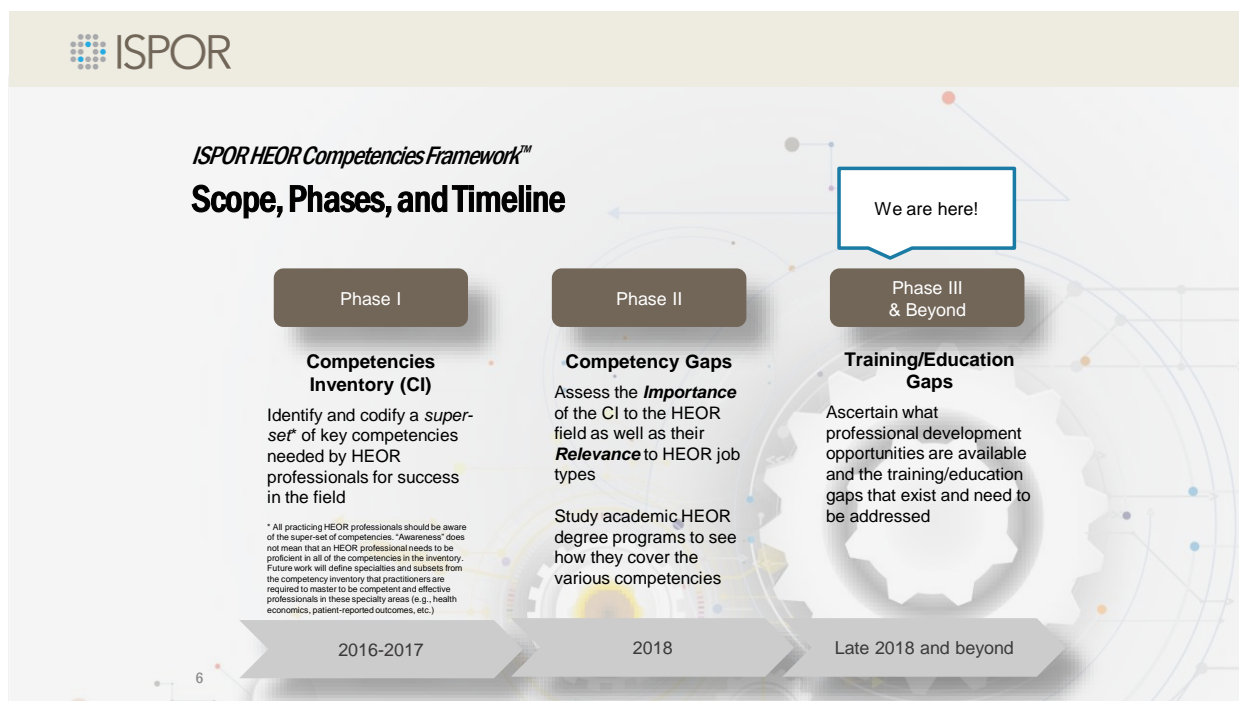 ISPOR
ISPOR HEOR Competencies Framework™
Scope, Phases, and Timeline
We are here!
Phase I
Competencies
Inventory (CI)
Identify and codify a super-
set* of key competencies
needed by HEOR
professionals for success
in the field
* All practicing HEOR professionals should be aware
of the super-set of competencies. "Awareness" does
not mean that an HEOR professional needs to be
proficient in all of the competencies in the inventory.
Future work will define specialties and subsets from
the competency inventory that practitioners are
required to master to be competent and effective
professionals in these specialty areas (e.g., health
economics, patient-reported outcomes, etc.)
2016-2017
Phase II
Competency Gaps
Assess the Importance
of the CI to the HEOR
field as well as their
Relevance to HEOR job
types
Study academic HEOR
degree programs to see
how they cover the
various competencies
2018
Phase III
& Beyond
Training/Education
Gaps
Ascertain what
professional development
opportunities are available
and the training/education
gaps that exist and need to
be addressed
Late 2018 and beyond
6